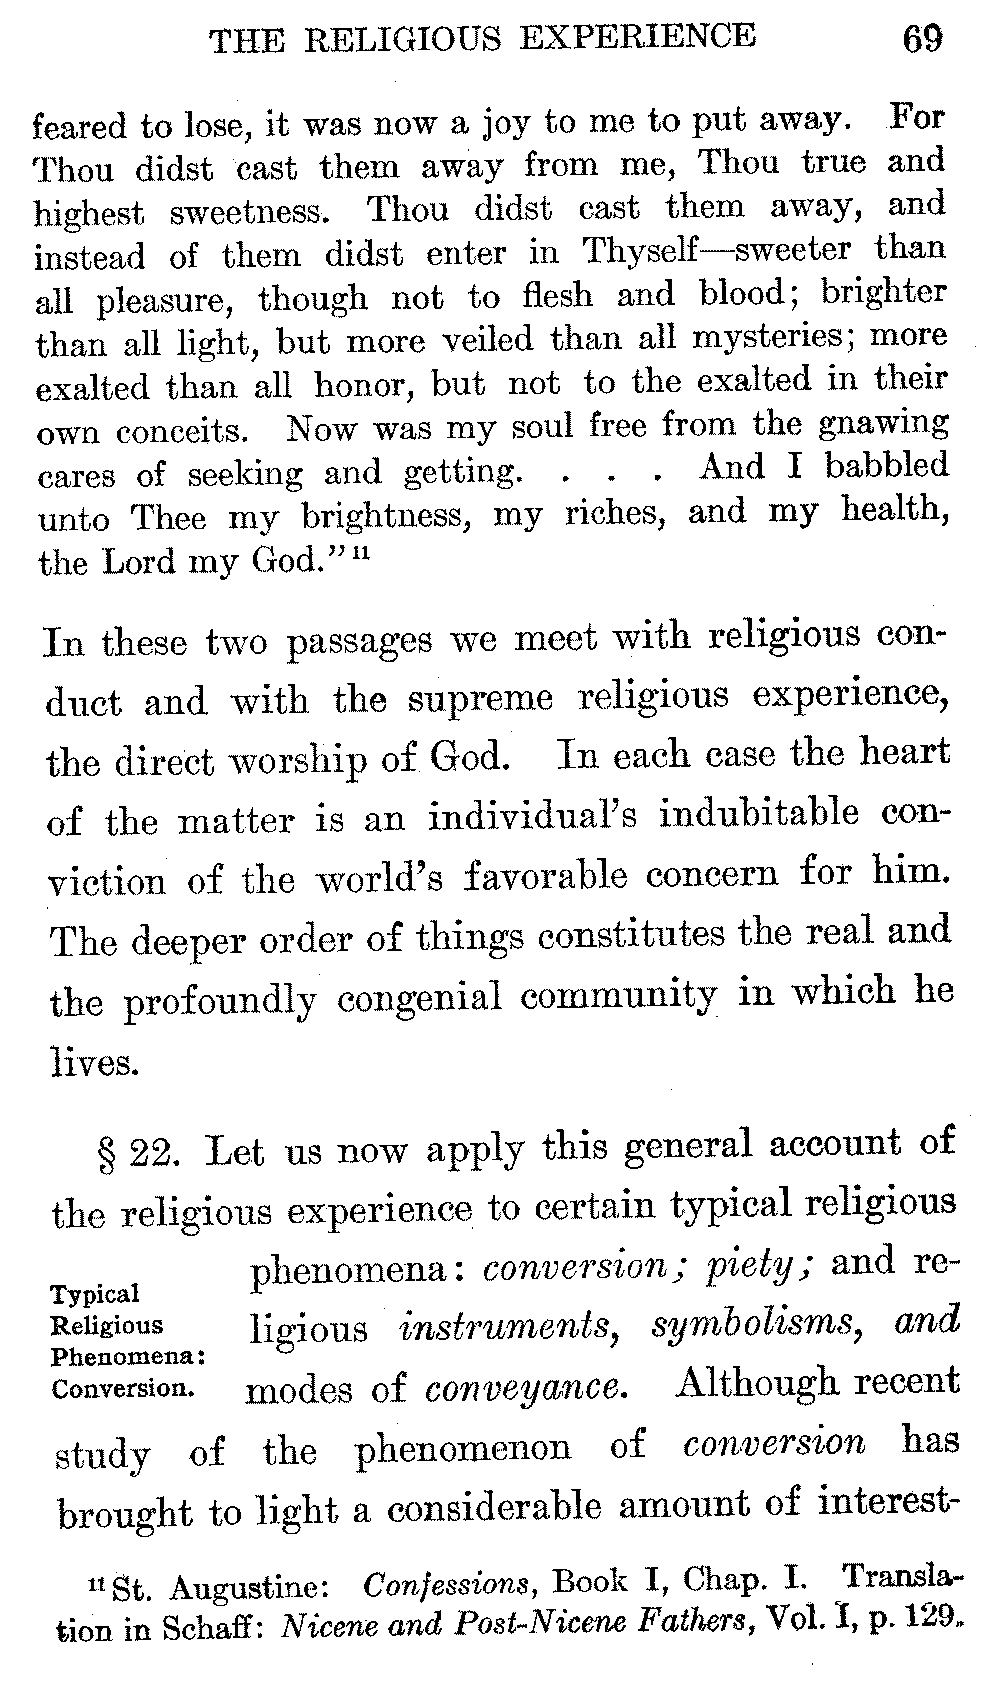 THE RELIGIOUS EXPERIENCE 69
feared to lose, it was now a joy to me to put away. For
Thou didst cast them away from me, Thou true and
highest sweetness. Thou didst cast them away, and
instead of them didst enter in Thyself—sweeter than
all pleasure, though not to flesh and blood; brighter
than all light, but more veiled than all mysteries; more
exalted than all honor, but not to the exalted in their
own conceits. Now was my soul free from the gnawing
cares of seeking and getting. . . . And I babbled
unto Thee my brightness, my riches, and my health,
the Lord my God." 11
In these two passages we meet with religious con-
duct and with the supreme religious experience,
the direct worship of God. In each case the heart
of the matter is an individual's indubitable con-
viction of the world's favorable concern for him.
The deeper order of things constitutes the real and
the profoundly congenial community in which he
lives.
§ 22. Let us now apply this general account of
the religious experience to certain typical religious
Typical
Religious
Phenomena:
Conversion.
phenomena: conversion; piety; and re-
ligious instruments, symbolisms, and
modes of conveyance. Although recent
study of the phenomenon of conversion has
brought to light a considerable amount of interest-
11 St. Augustine: Confessions, Book I, Chap. I. Transla-
tion in Schaff: Nicene and Post-Nicene Fathers, Vol. I, p. 129.